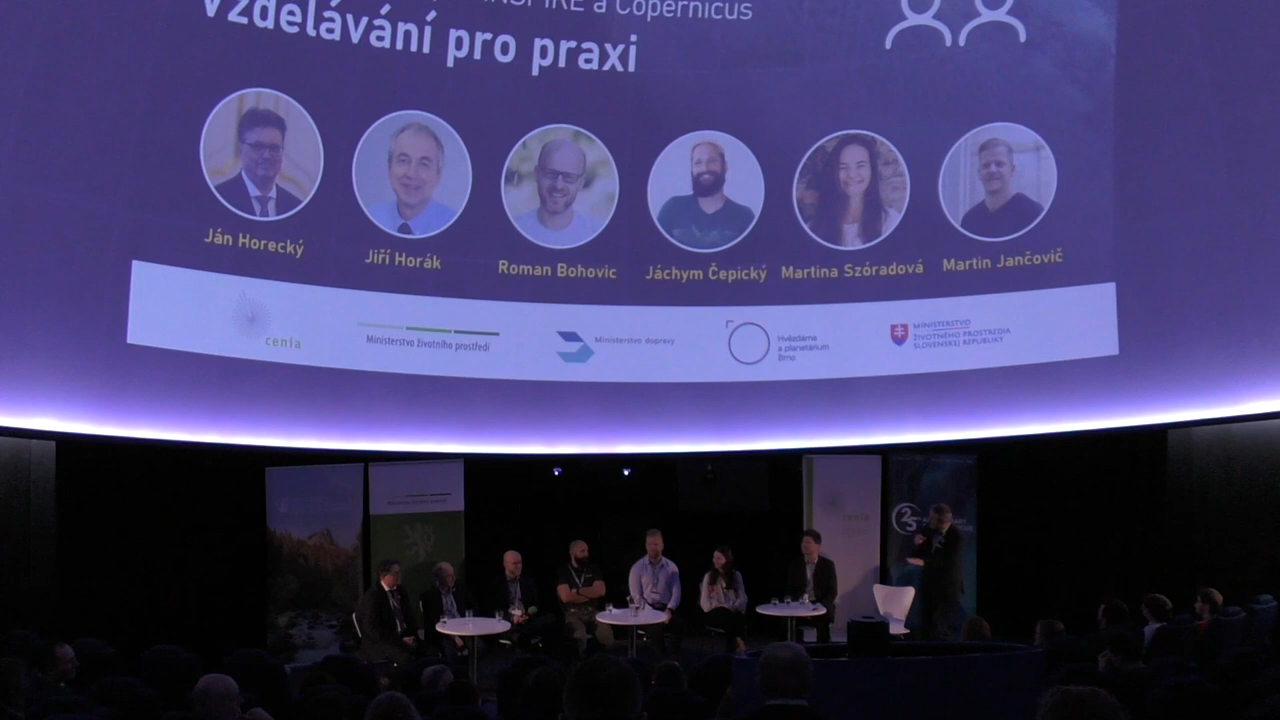 INSPIRE a Copernicus
Vzdělávání pro praxi
Ján Horecký
Jiří Horák
Roman Bohovic
Jáchym Čepický
Martina Szóradová
Martin Jančovič
cenia
Ministerstvo životního prostředí
Ministerstvo dopravy
Hvězdárna
a planetárium
Brno
MINISTERSTVO
ŽIVOTNÉHO PROSTREDIA
SLOVENSKEJ REPUBLIKY
cenia
25